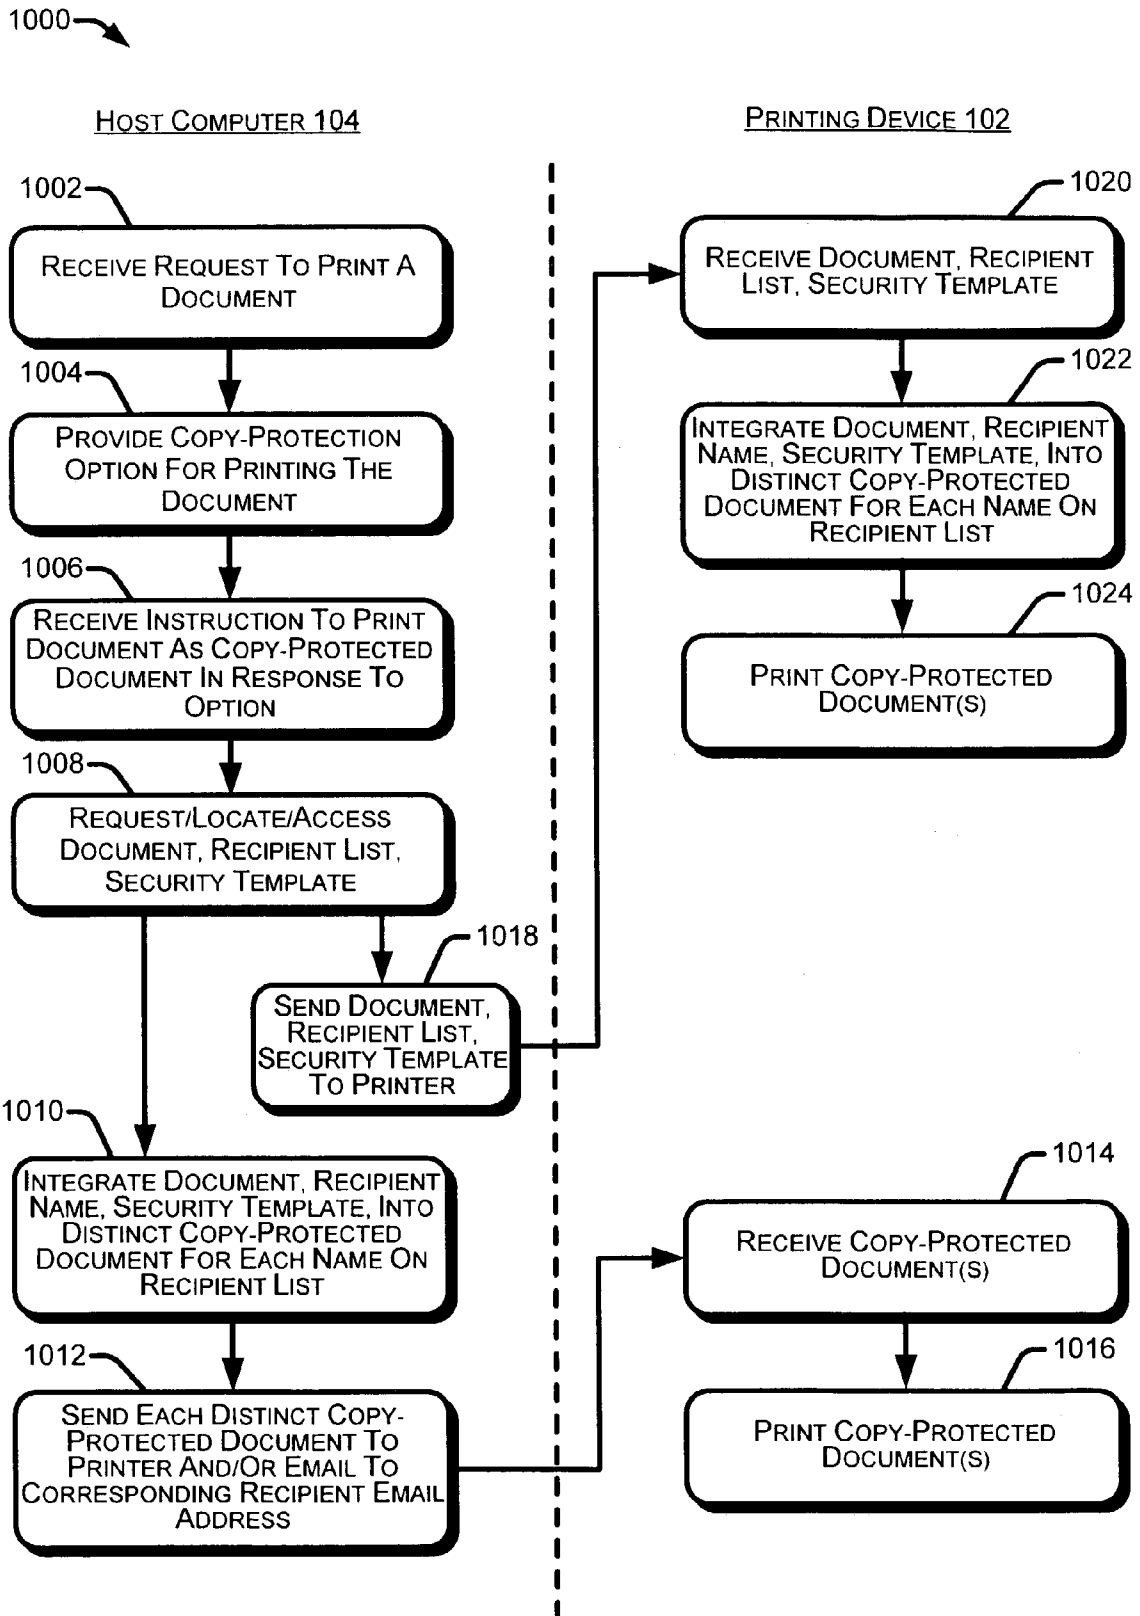 1000
HOST COMPUTER 104
PRINTING DEVICE 102
1002
RECEIVE REQUEST TO PRINT A
DOCUMENT
1004
PROVIDE COPY-PROTECTION
OPTION FOR PRINTING THE
DOCUMENT
1006
RECEIVE INSTRUCTION TO PRINT
DOCUMENT AS COPY-PROTECTED
DOCUMENT IN RESPONSE TO
OPTION
1008
REQUEST/LOCATE/ACCESS
DOCUMENT, RECIPIENT LIST,
SECURITY TEMPLATE
1018
SEND DOCUMENT,
RECIPIENT LIST,
SECURITY TEMPLATE
TO PRINTER
1010
INTEGRATE DOCUMENT, RECIPIENT
NAME, SECURITY TEMPLATE, INTO
DISTINCT COPY-PROTECTED
DOCUMENT FOR EACH NAME ON
RECIPIENT LIST
1012
SEND EACH DISTINCT COPY-
PROTECTED DOCUMENT TO
PRINTER AND/OR EMAIL TO
CORRESPONDING RECIPIENT EMAIL
ADDRESS
1020
RECEIVE DOCUMENT, RECIPIENT
LIST, SECURITY TEMPLATE
1022
INTEGRATE DOCUMENT, RECIPIENT
NAME, SECURITY TEMPLATE, INTO
DISTINCT COPY-PROTECTED
DOCUMENT FOR EACH NAME ON
RECIPIENT LIST
1024
PRINT COPY-PROTECTED
DOCUMENT(S)
1014
RECEIVE COPY-PROTECTED
DOCUMENT(S)
1016
PRINT COPY-PROTECTED
DOCUMENT(S)